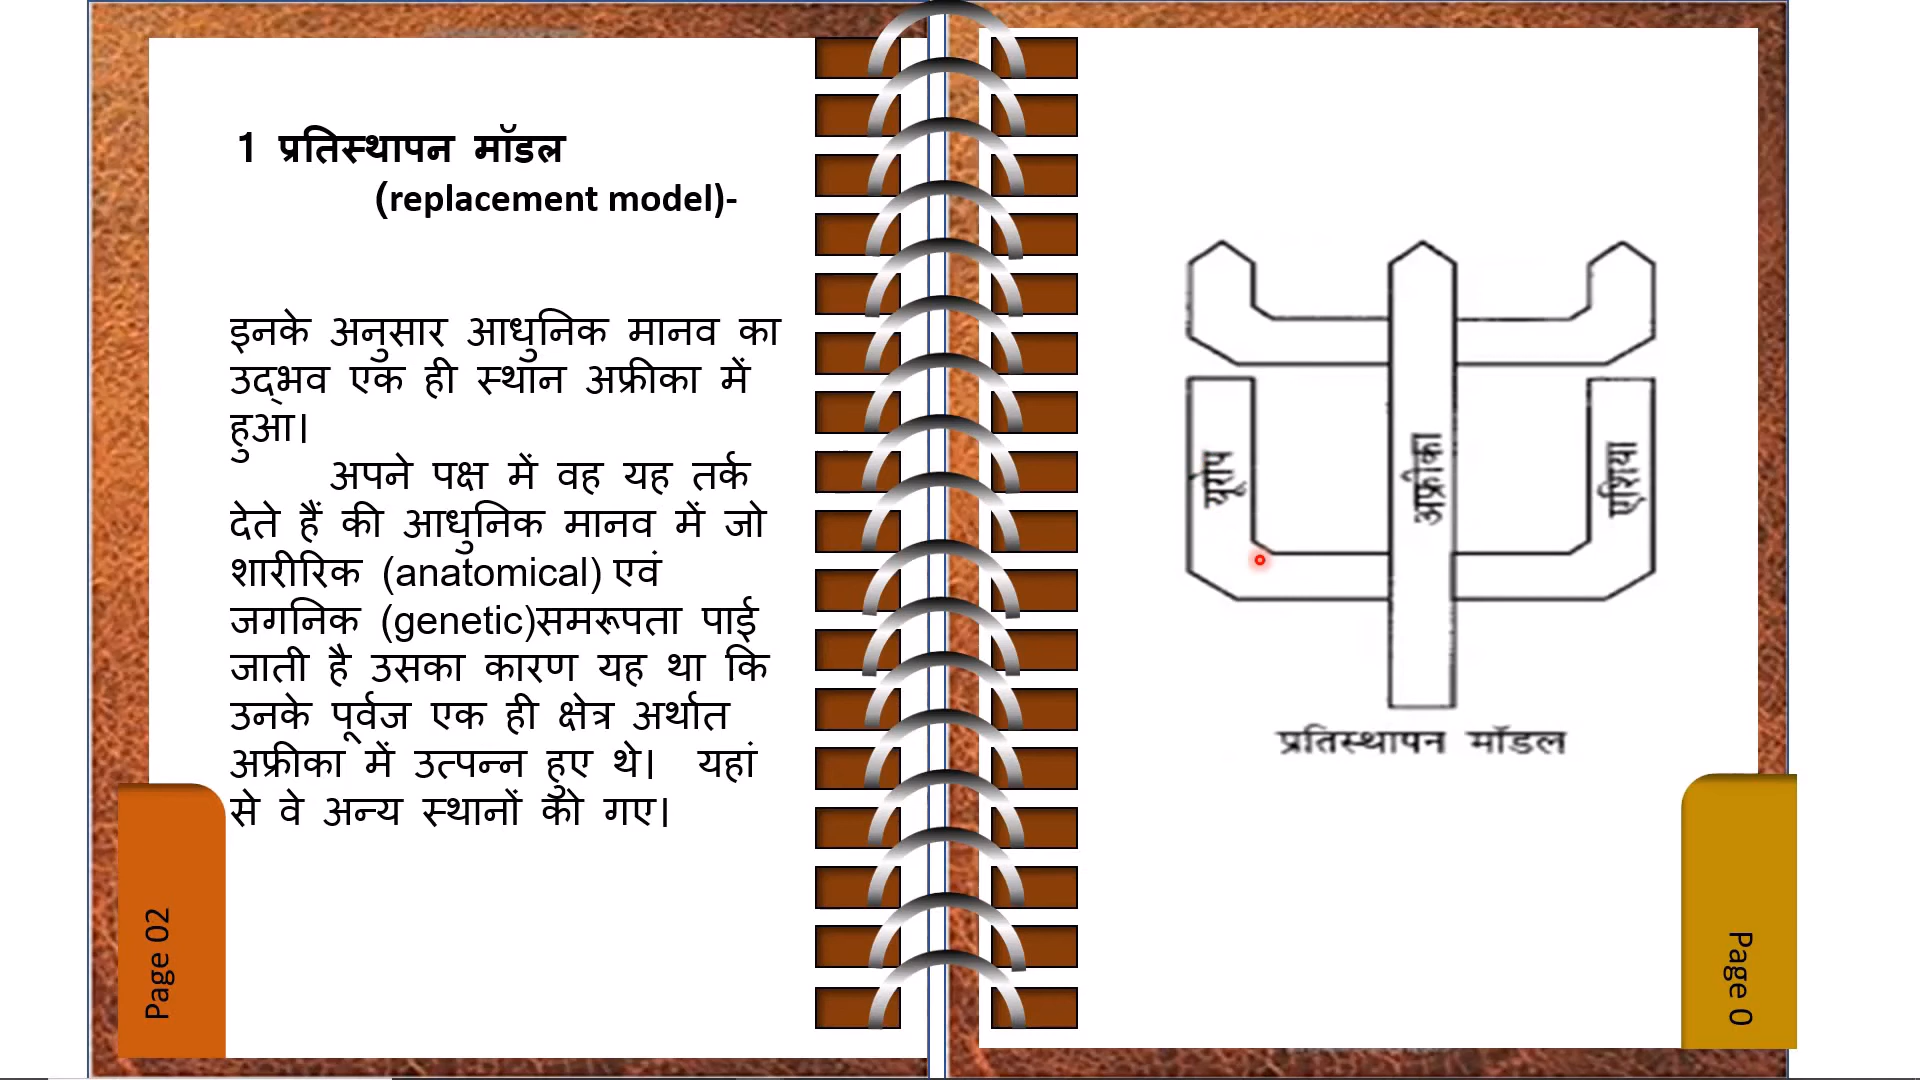 1 प्रतिस्थापन मॉडल
(replacement model)-
इनके अनुसार आधुनिक मानव का
उद्भव एक ही स्थान अफ्रीका में
हुआ।
अपने पक्ष में वह यह तर्क
देते हैं की आधुनिक मानव में जो
शारीरिक (anatomical) एवं
जगनिक (genetic)समरूपता पाई
जाती है उसका कारण यह था कि
उनके पूर्वज एक ही क्षेत्र अर्थात
अफ्रीका में उत्पन्न हुए थे। यहां
से वे अन्य स्थानों को गए।
Page 02
यूरोप
अफ्रीका
एशिया
प्रतिस्थापन मॉडल
Page 0